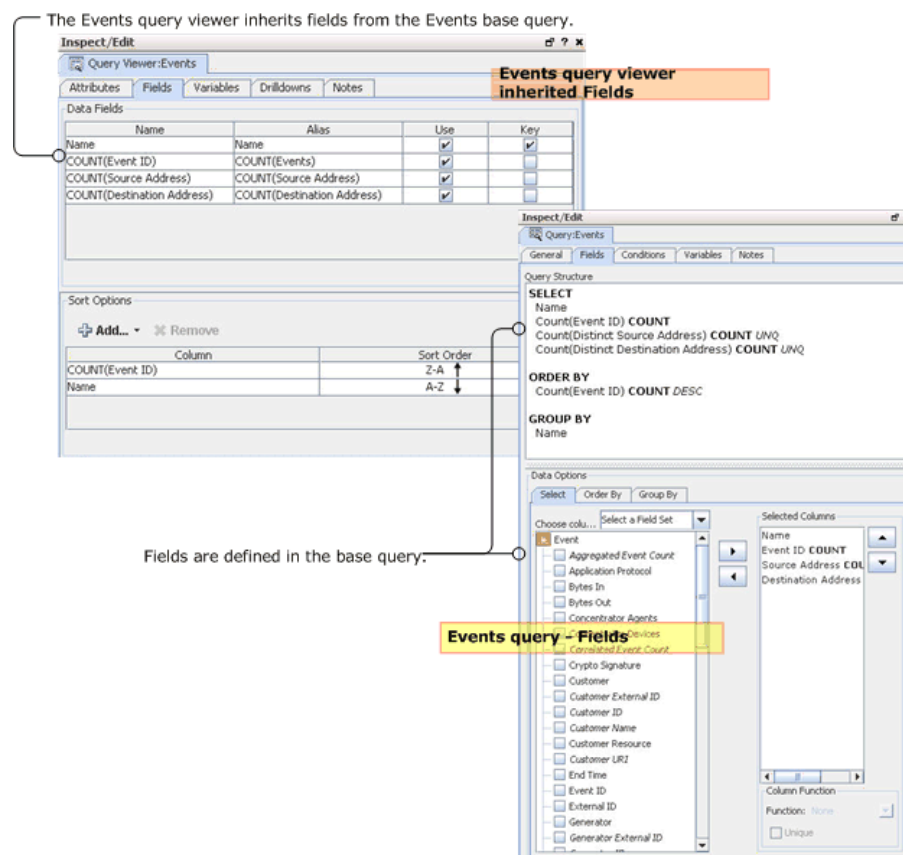 The Events query viewer inherits fields from the Events base query.
Inspect/Edit
Query Viewer:Events
Attributes Fields Variables Drilldowns Notes
Events query viewer
inherited Fields
Data Fields
Name Alias Use Key
Name Name
COUNT(Event ID) COUNT(Events)
COUNT(Source Address) COUNT(Source Address)
COUNT(Destination Address) COUNT(Destination Address)
Sort Options
Add... Remove
Column Sort Order
COUNT(Event ID) Z-A
Name A-Z
Inspect/Edit
Query:Events
General Fields Conditions Variables Notes
Query Structure
SELECT
Name
Count(Event ID) COUNT
Count(Distinct Source Address) COUNT UNQ
Count(Distinct Destination Address) COUNT UNQ
ORDER BY
Count(Event ID) COUNT DESC
GROUP BY
Name
Fields are defined in the base query.
Data Options
Select Order By Group By
Choose colu... Select a Field Set
Event
Aggregated Event Count
Application Protocol
Bytes In
Bytes Out
Concentrator Agents
Devices
Events query - Fields
Correlated Event Count
Crypto Signature
Customer
Customer External ID
Customer ID
Customer Name
Customer Resource
Customer URI
End Time
Event ID
External ID
Generator
Generator External ID
Selected Columns
Name
Event ID COUNT
Source Address COU
Destination Address
Column Function
Function: None
Unique